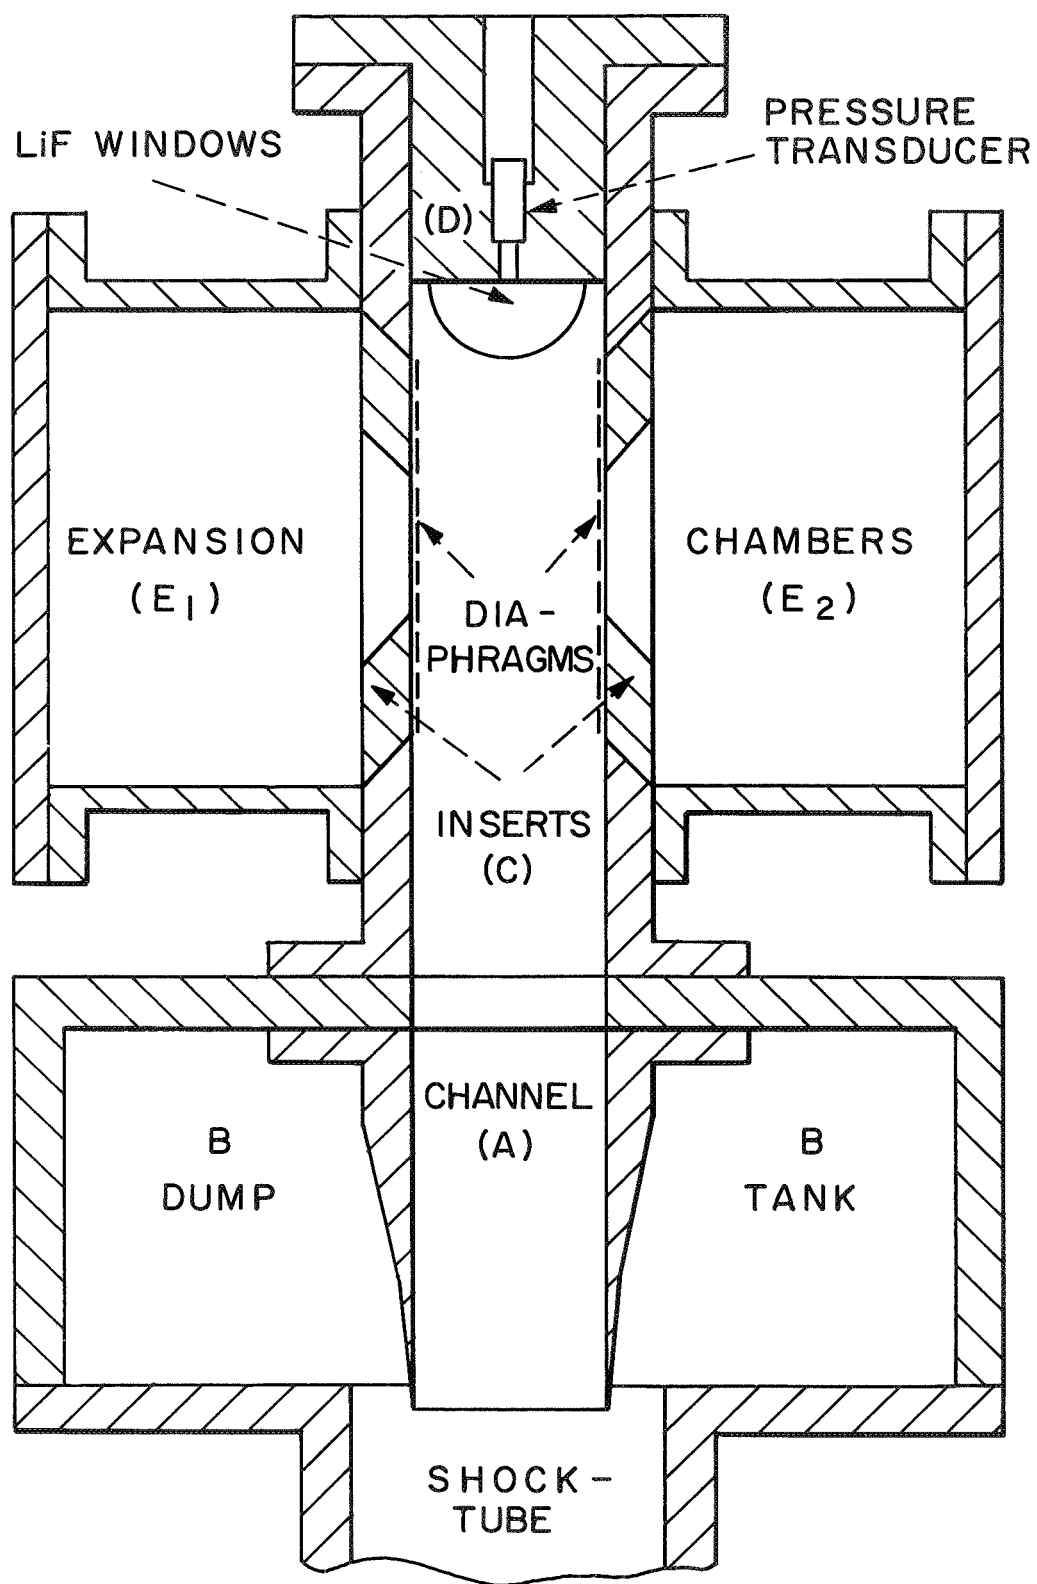 PRESSURE
TRANSDUCER
LiF WINDOWS
(D)
EXPANSION
(E1)
CHAMBERS
(E2)
DIA-
PHRAGMS
INSERTS
(C)
CHANNEL
(A)
B
DUMP
B
TANK
SHOCK-
TUBE